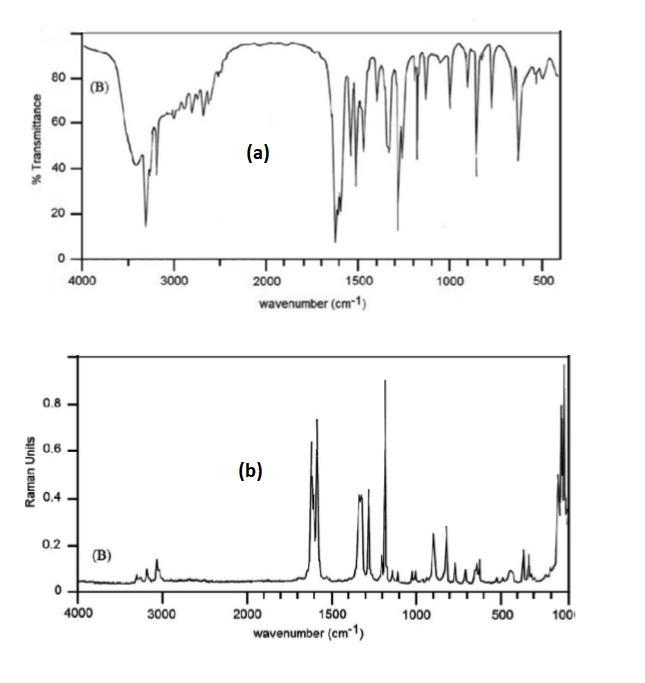 80
(B)
60
(a)
% Transmittance
40
20
0
4000 3000 2000 1500 1000 500
wavenumber (cm-1)
0.8
0.6
(b)
Raman Units
0.4
0.2
(B)
0
4000 3000 2000 1500 1000 500 100
wavenumber (cm-1)